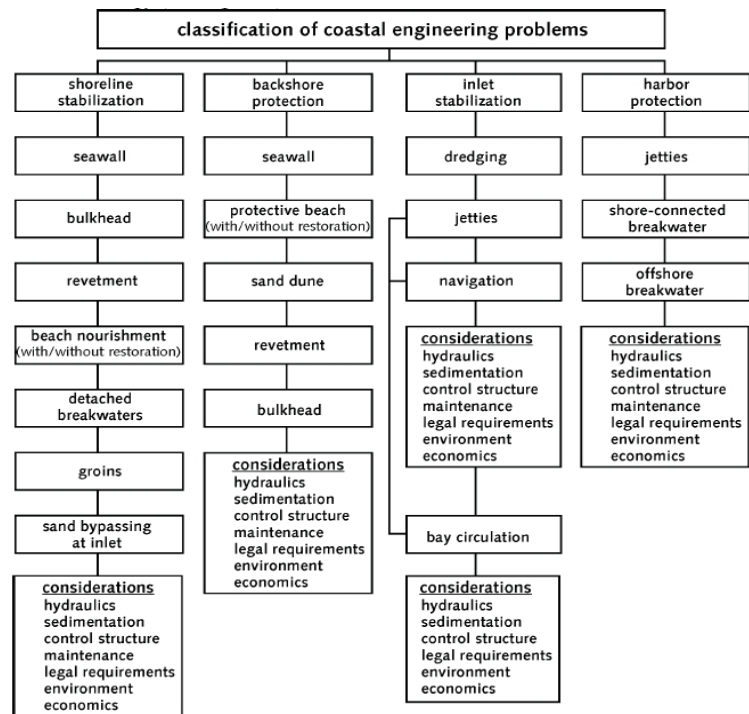 classification of coastal engineering problems
shoreline
stabilization
seawall
bulkhead
revetment
beach nourishment
(with/without restoration)
detached
breakwaters
groins
sand bypassing
at inlet
considerations
hydraulics
sedimentation
control structure
maintenance
legal requirements
environment
economics
backshore
protection
seawall
protective beach
(with/without restoration)
sand dune
revetment
bulkhead
considerations
hydraulics
sedimentation
control structure
maintenance
legal requirements
environment
economics
inlet
stabilization
dredging
jetties
navigation
considerations
hydraulics
sedimentation
control structure
maintenance
legal requirements
environment
economics
bay circulation
considerations
hydraulics
sedimentation
control structure
legal requirements
environment
economics
harbor
protection
jetties
shore-connected
breakwater
offshore
breakwater
considerations
hydraulics
sedimentation
control structure
maintenance
legal requirements
environment
economics